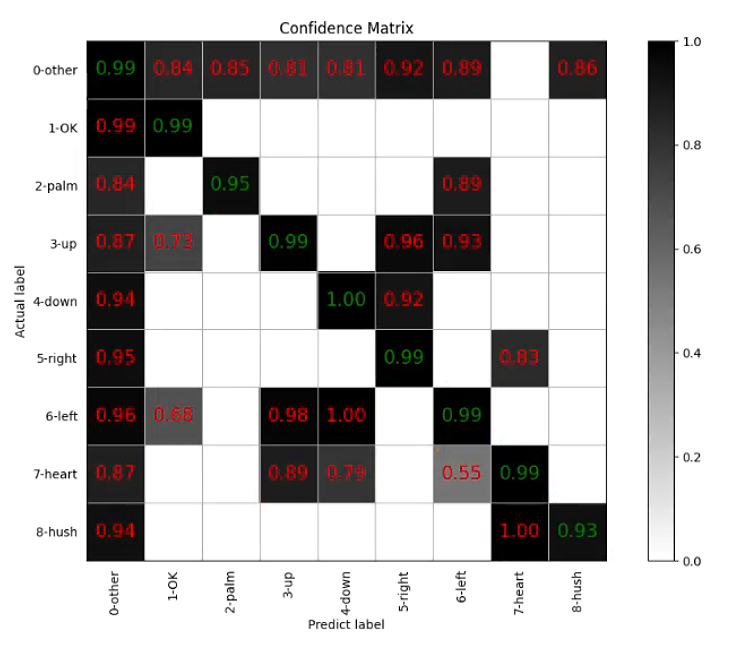 Confidence Matrix
0-other 0.99 0.84 0.85 0.81 0.81 0.92 0.89 0.86
1-OK 0.99 0.99
2-palm 0.84 0.95 0.89
3-up 0.87 0.73 0.99 0.96 0.93
4-down 0.94 1.00 0.92
5-right 0.95 0.99 0.83
6-left 0.96 0.68 0.98 1.00 0.99
7-heart 0.87 0.89 0.79 0.55 0.99
8-hush 0.94 1.00 0.93
Actual label
0-other 1-OK 2-palm 3-up 4-down 5-right 6-left 7-heart 8-hush
Predict label
1.0
0.8
0.6
0.4
0.2
0.0